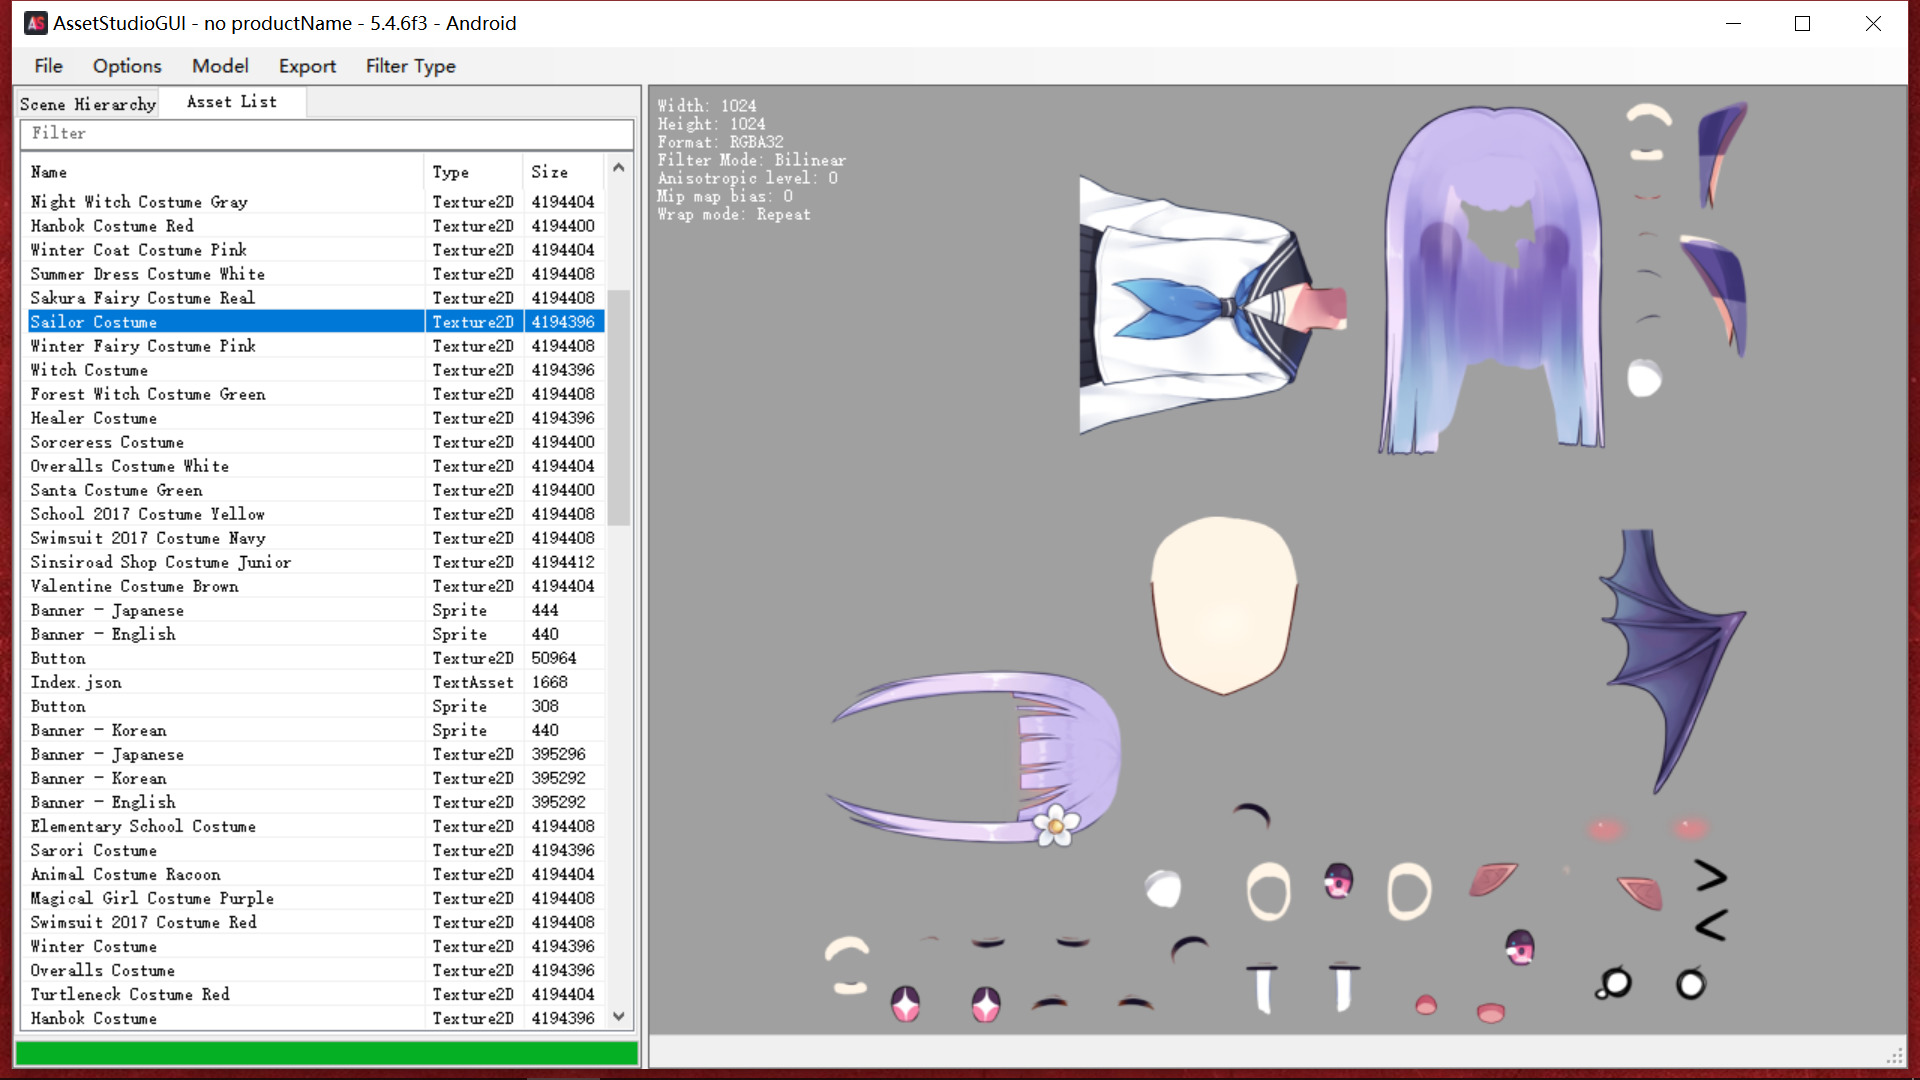 AS AssetStudioGUI - no productName - 5.4.6f3 - Android
File Options Model Export Filter Type
Scene Hierarchy Asset List
Filter
Name Type Size
Night Witch Costume Gray Texture2D 4194404
Hanbok Costume Red Texture2D 4194400
Winter Coat Costume Pink Texture2D 4194404
Summer Dress Costume White Texture2D 4194408
Sakura Fairy Costume Real Texture2D 4194408
Sailor Costume Texture2D 4194396
Winter Fairy Costume Pink Texture2D 4194408
Witch Costume Texture2D 4194396
Forest Witch Costume Green Texture2D 4194408
Healer Costume Texture2D 4194396
Sorceress Costume Texture2D 4194400
Overalls Costume White Texture2D 4194404
Santa Costume Green Texture2D 4194400
School 2017 Costume Yellow Texture2D 4194408
Swimsuit 2017 Costume Navy Texture2D 4194408
Sinsiroad Shop Costume Junior Texture2D 4194412
Valentine Costume Brown Texture2D 4194404
Banner - Japanese Sprite 444
Banner - English Sprite 440
Button Texture2D 50964
Index.json TextAsset 1668
Button Sprite 308
Banner - Korean Sprite 440
Banner - Japanese Texture2D 395296
Banner - Korean Texture2D 395292
Banner - English Texture2D 395292
Elementary School Costume Texture2D 4194408
Sarori Costume Texture2D 4194396
Animal Costume Racoon Texture2D 4194404
Magical Girl Costume Purple Texture2D 4194408
Swimsuit 2017 Costume Red Texture2D 4194408
Winter Costume Texture2D 4194396
Overalls Costume Texture2D 4194396
Turtleneck Costume Red Texture2D 4194404
Hanbok Costume Texture2D 4194396
Width: 1024
Height: 1024
Format: RGBA32
Filter Mode: Bilinear
Anisotropic level: 0
Mip map bias: 0
Wrap mode: Repeat